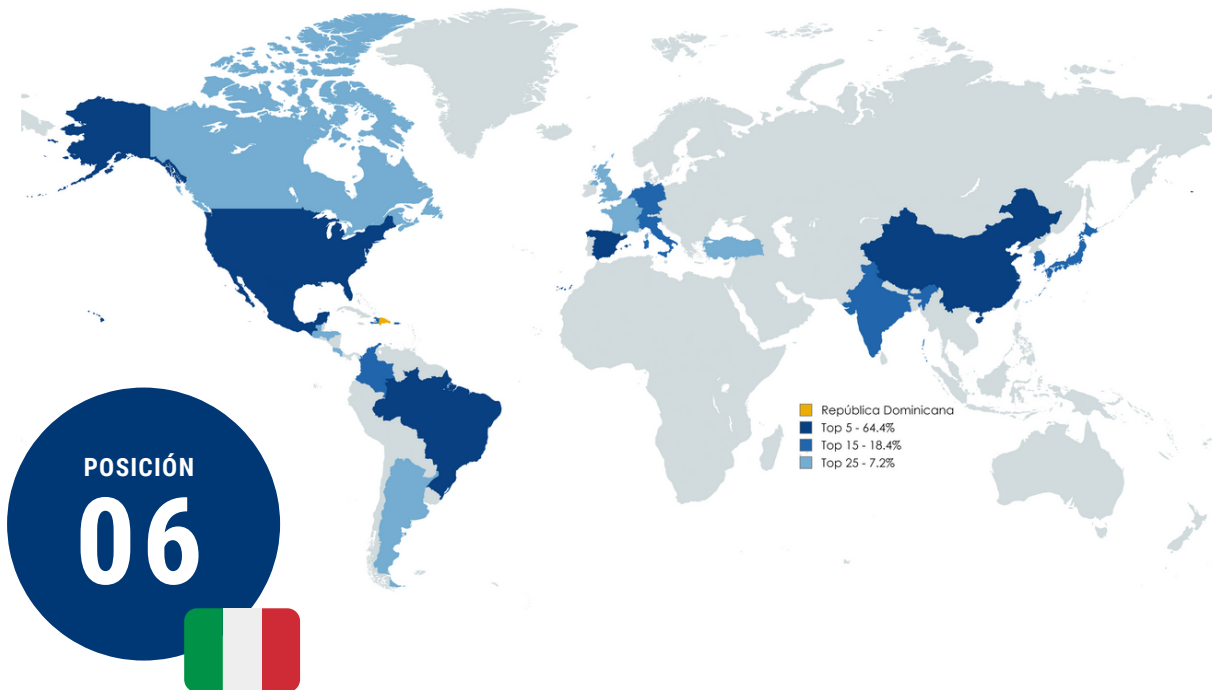 República Dominicana
Top 5 - 64.4%
Top 15 - 18.4%
Top 25 - 7.2%
POSICIÓN
06